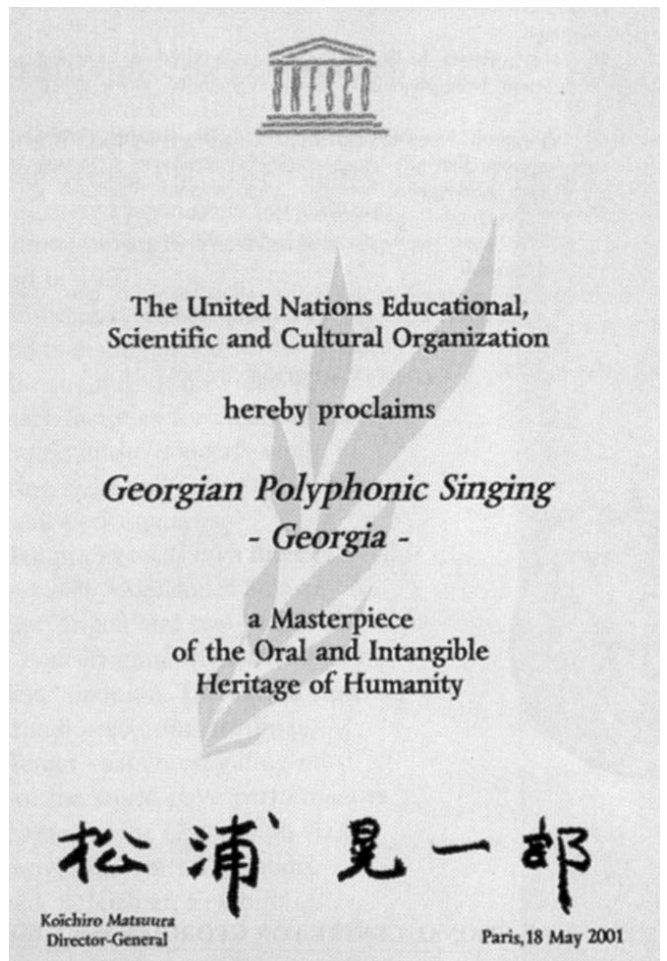 UNESCO
The United Nations Educational,
Scientific and Cultural Organization
hereby proclaims
Georgian Polyphonic Singing
- Georgia -
a Masterpiece
of the Oral and Intangible
Heritage of Humanity
松浦晃一郎
Koïchiro Matsuura
Director-General
Paris, 18 May 2001